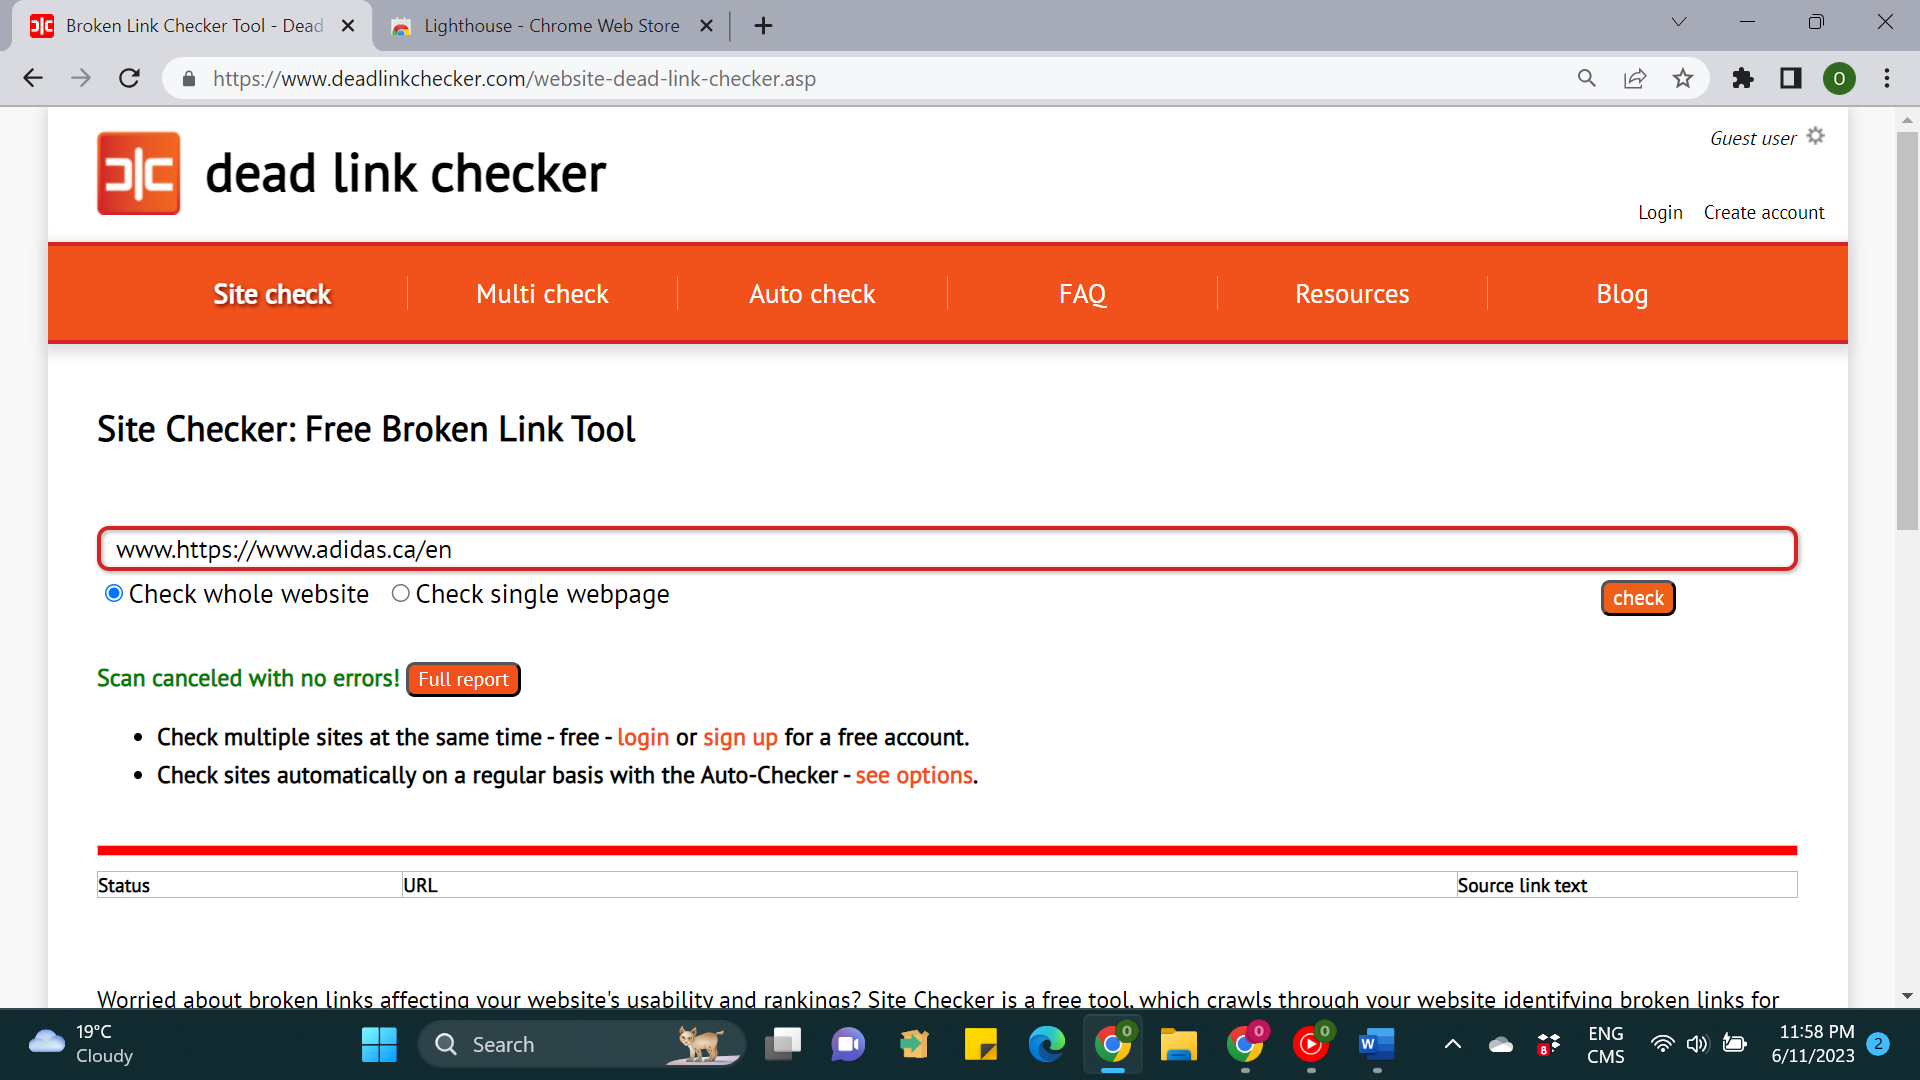 Broken Link Checker Tool - Dead
Lighthouse - Chrome Web Store
https://www.deadlinkchecker.com/website-dead-link-checker.asp
O
dead link checker
Guest user
Login Create account
Site check Multi check Auto check FAQ Resources Blog
Site Checker: Free Broken Link Tool
www.https://www.adidas.ca/en
Check whole website Check single webpage
check
Scan canceled with no errors! Full report
• Check multiple sites at the same time - free - login or sign up for a free account.
• Check sites automatically on a regular basis with the Auto-Checker - see options.
Status URL Source link text
Worried about broken links affecting your website's usability and rankings? Site Checker is a free tool, which crawls through your website identifying broken links for
19°C
Cloudy
Search
O
O
O
W
8
ENG
CMS
11:58 PM
6/11/2023
2